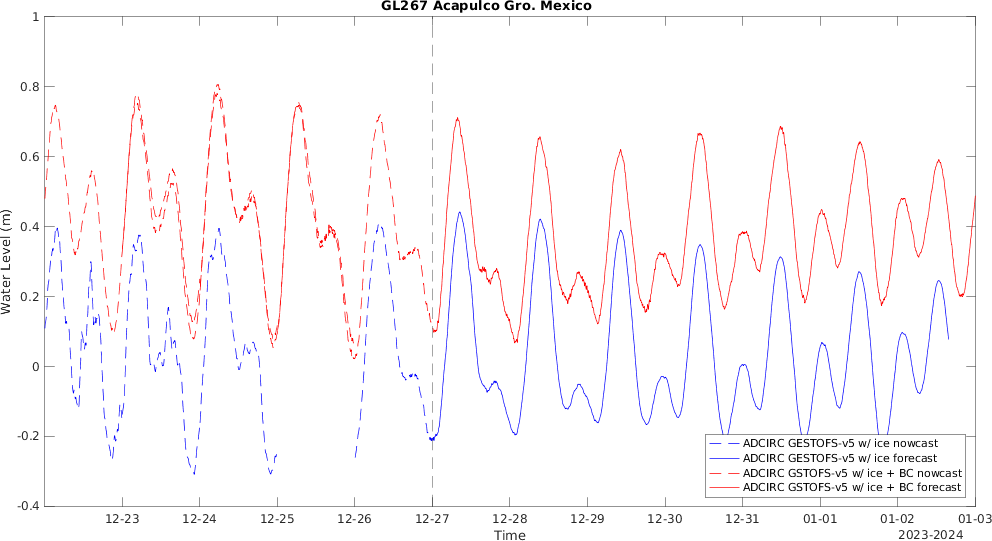 GL267 Acapulco Gro. Mexico
1
0.8
0.6
0.4
0.2
0
-0.2
-0.4
Water Level (m)
ADCIRC GESTOFS-v5 w/ ice nowcast
ADCIRC GESTOFS-v5 w/ ice forecast
ADCIRC GSTOFS-v5 w/ ice + BC nowcast
ADCIRC GSTOFS-v5 w/ ice + BC forecast
12-23 12-24 12-25 12-26 12-27 12-28 12-29 12-30 12-31 01-01 01-02 01-03
Time
2023-2024